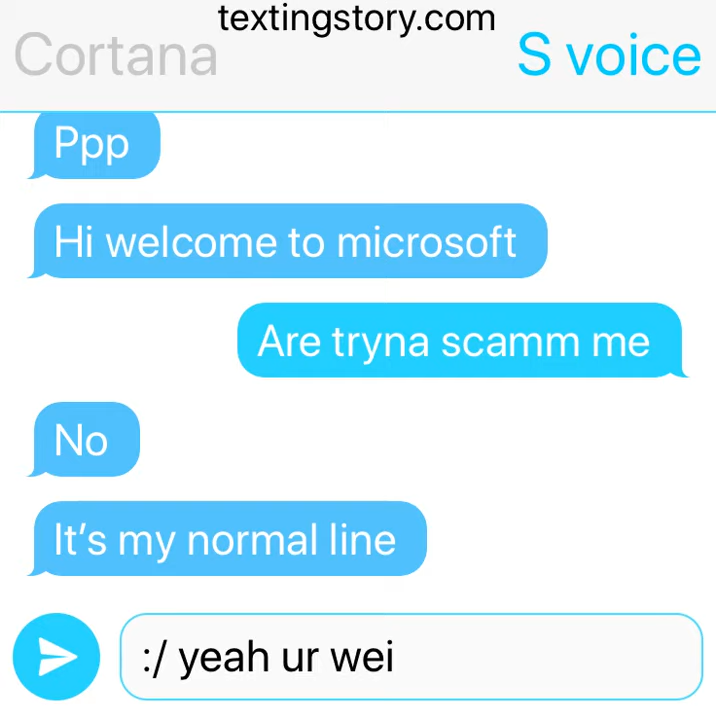 textingstory.com
Cortana
S voice
Ppp
Hi welcome to microsoft
Are tryna scamm me
No
It's my normal line
:/ yeah ur wei